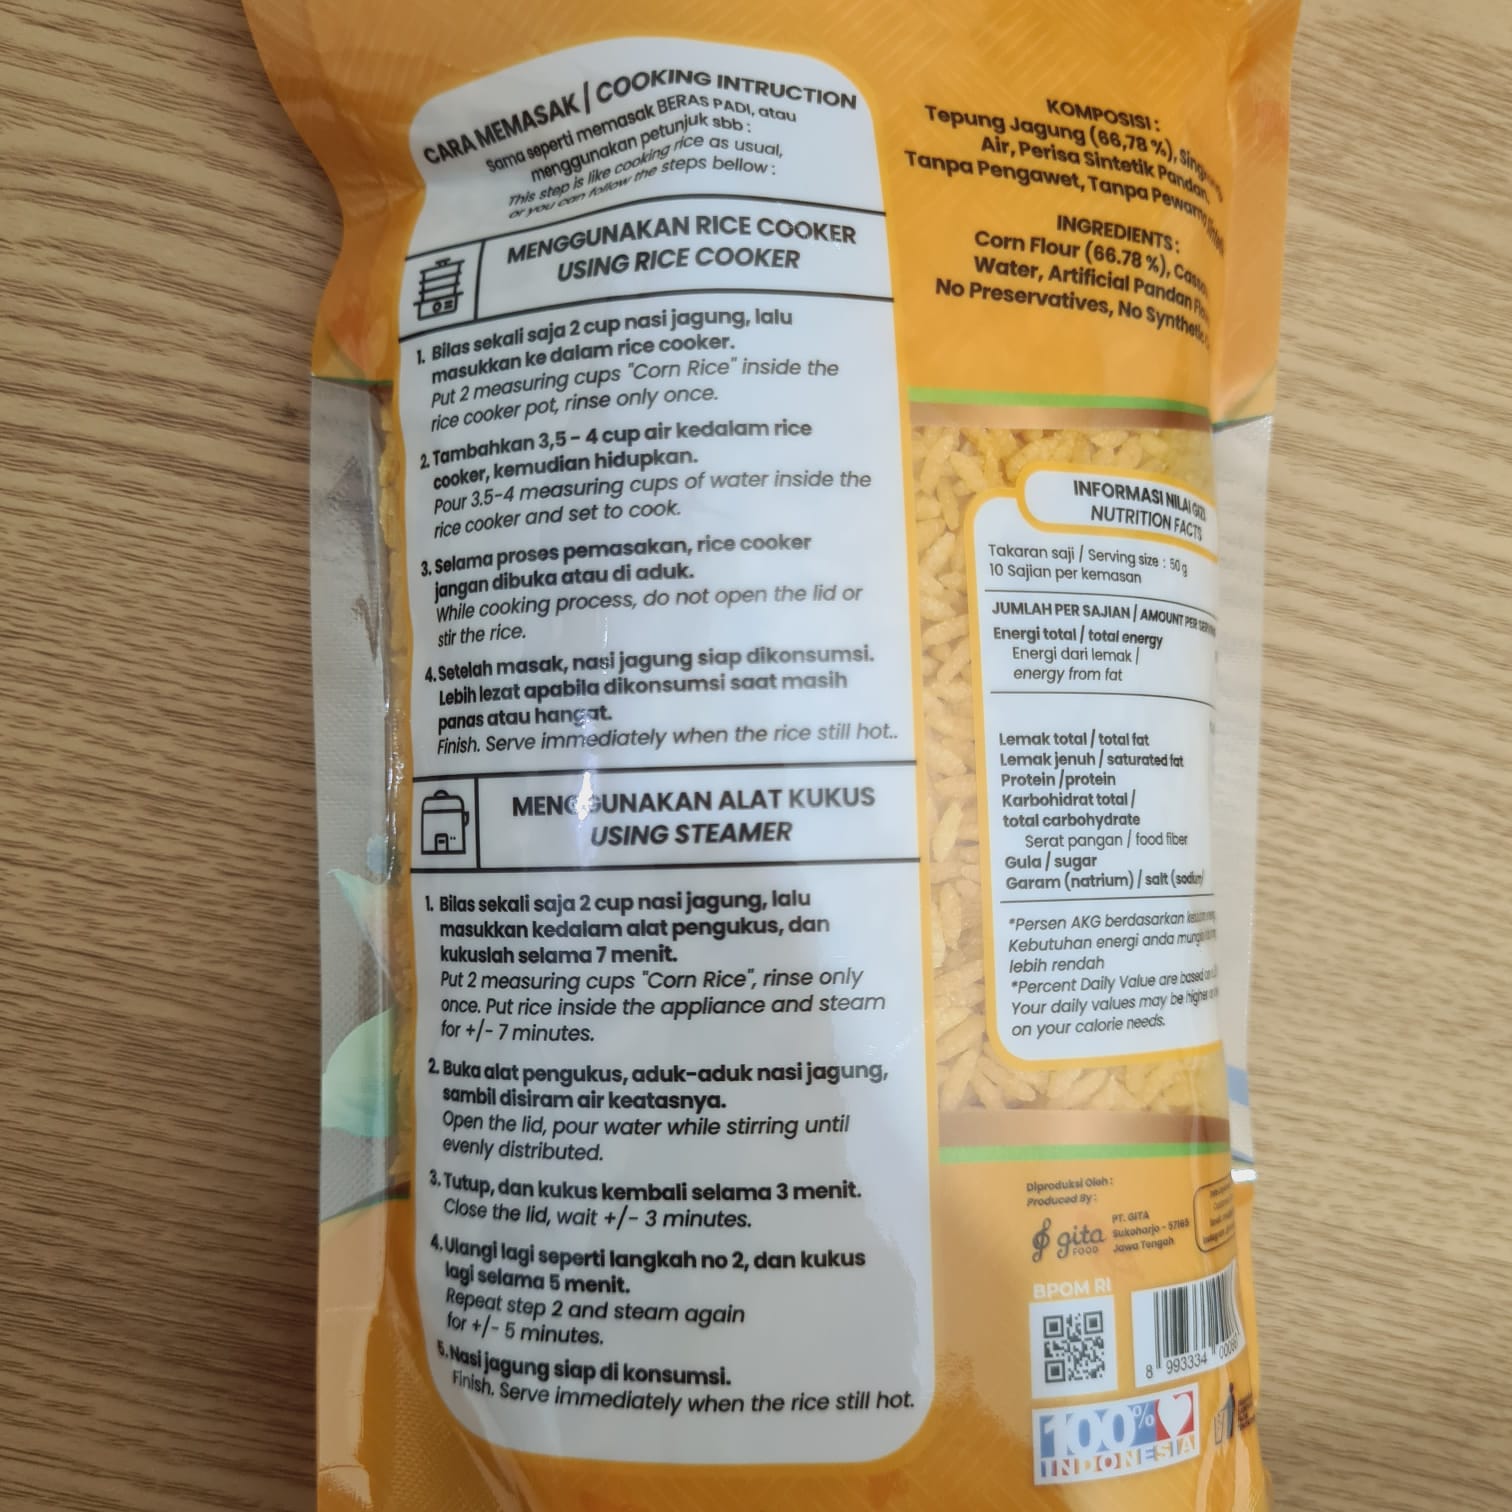 CARA MEMASAK / COOKING INTRUCTION
Sama seperti memasak BERAS PADI, atau
menggunakan petunjuk sbb :
This step is like cooking rice as usual,
or you can follow the steps bellow :
MENGGUNAKAN RICE COOKER
USING RICE COOKER
1. Bilas sekali saja 2 cup nasi jagung, lalu
masukkan ke dalam rice cooker.
Put 2 measuring cups "Corn Rice" inside the
rice cooker pot, rinse only once.
2. Tambahkan 3,5 - 4 cup air kedalam rice
cooker, kemudian hidupkan.
Pour 3.5-4 measuring cups of water inside the
rice cooker and set to cook.
3. Selama proses pemasakan, rice cooker
jangan dibuka atau di aduk.
While cooking process, do not open the lid or
stir the rice.
4. Setelah masak, nasi jagung siap dikonsumsi.
Lebih lezat apabila dikonsumsi saat masih
panas atau hangat.
Finish. Serve immediately when the rice still hot..
MENGGUNAKAN ALAT KUKUS
USING STEAMER
1. Bilas sekali saja 2 cup nasi jagung, lalu
masukkan kedalam alat pengukus, dan
kukuslah selama 7 menit.
Put 2 measuring cups "Corn Rice", rinse only
once. Put rice inside the appliance and steam
for +/- 7 minutes.
2. Buka alat pengukus, aduk-aduk nasi jagung,
sambil disiram air keatasnya.
Open the lid, pour water while stirring until
evenly distributed.
3. Tutup, dan kukus kembali selama 3 menit.
Close the lid, wait +/- 3 minutes.
4. Ulangi lagi seperti langkah no 2, dan kukus
lagi selama 5 menit.
Repeat step 2 and steam again
for +/- 5 minutes.
5. Nasi jagung siap di konsumsi.
Finish. Serve immediately when the rice still hot.
KOMPOSISI :
Tepung Jagung (66,78 %),
Air, Perisa Sintetik Pandan,
Tanpa Pengawet, Tanpa
INGREDIENTS :
Corn Flour (66.78 %),
Water, Artificial Pandan
No Preservatives, No
INFORMASI NILAI GIZI
NUTRITION FACTS
Takaran saji / Serving size : 50 g
10 Sajian per kemasan
JUMLAH PER SAJIAN / AMOUNT PER
Energi total / total energy
Energi dari lemak /
energy from fat
Lemak total / total fat
Lemak jenuh / saturated fat
Protein / protein
Karbohidrat total /
total carbohydrate
Serat pangan / food fiber
Gula / sugar
Garam (natrium) / salt (sodium)
*Persen AKG berdasarkan
Kebutuhan energi anda
lebih rendah
*Percent Daily Value are based
Your daily values may be higher
on your calorie needs.
Diproduksi Oleh :
Produced By :
gita
FOOD
PT. GITA
Sukoharjo - 57165
Jawa Tengah
BPOM RI
8 993334
100%
INDONESIA